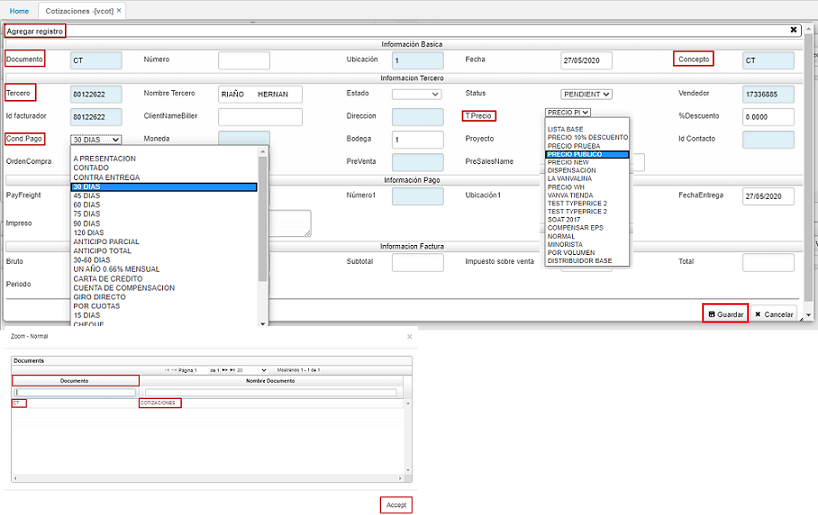 Home Cotizaciones -[vcot] ×
Agregar registro ✖
Información Basica
Documento CT Número Ubicación 1 Fecha 27/05/2020 Concepto CT
Informacion Tercero
Tercero 80122622 Nombre Tercero RIAÑO HERNAN Estado Status PENDIENT Vendedor 17336885
Id facturador 80122622 ClientNameBiller Direccion T.Precio PRECIO P %Descuento 0.0000
Cond.Pago 30 DIAS Moneda Bodega 1 Proyecto Id Contacto
OrdenCompra PreVenta PreSalesName
Información Pago
PayFreight Número1 Ubicación1 FechaEntrega 27/05/2020
Impreso
Informacion Factura
Bruto Subtotal Impuesto sobre venta Total
Periodo
A PRESENTACION
CONTADO
CONTRA ENTREGA
30 DIAS
45 DIAS
60 DIAS
75 DIAS
90 DIAS
120 DIAS
ANTICIPO PARCIAL
ANTICIPO TOTAL
30-60 DIAS
UN AÑO 0.66% MENSUAL
CARTA DE CREDITO
CUENTA DE COMPENSACION
GIRO DIRECTO
POR CUOTAS
15 DIAS
CHEQUE
LISTA BASE
PRECIO 10% DESCUENTO
PRECIO PRUEBA
PRECIO PUBLICO
PRECIO NEW
DISPENSACION
LA VANVALINA
PRECIO WH
VANVA TIENDA
TEST TYPEPRICE 2
TEST TYPEPRICE 2
SOAT 2017
COMPENSAR EPS
NORMAL
MINORISTA
POR VOLUMEN
DISTRIBUIDOR BASE
Guardar ✖ Cancelar
Zoom - Normal ×
Documents
Página 1 de 1 20 Mostrando 1 - 1 de 1
Documento Nombre Documento
CT COTIZACIONES
Accept